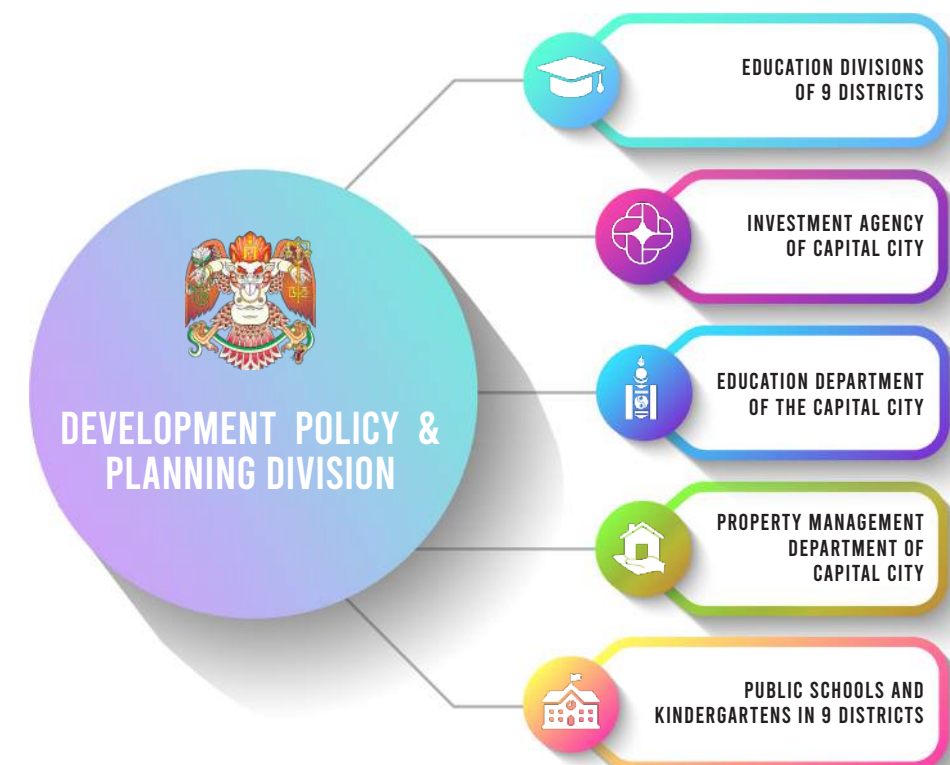 DEVELOPMENT POLICY &
PLANNING DIVISION
EDUCATION DIVISIONS
OF 9 DISTRICTS
INVESTMENT AGENCY
OF CAPITAL CITY
EDUCATION DEPARTMENT
OF THE CAPITAL CITY
PROPERTY MANAGEMENT
DEPARTMENT OF
CAPITAL CITY
PUBLIC SCHOOLS AND
KINDERGARTENS IN 9 DISTRICTS